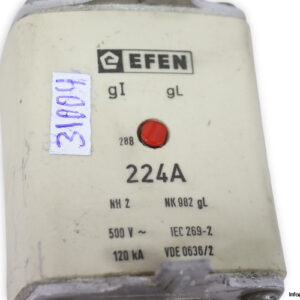 EFEN
gI gL
31004
288
224A
NH 2 NK 982 gL
500 V ~ IEC 269-2
120 kA VDE 0636/2